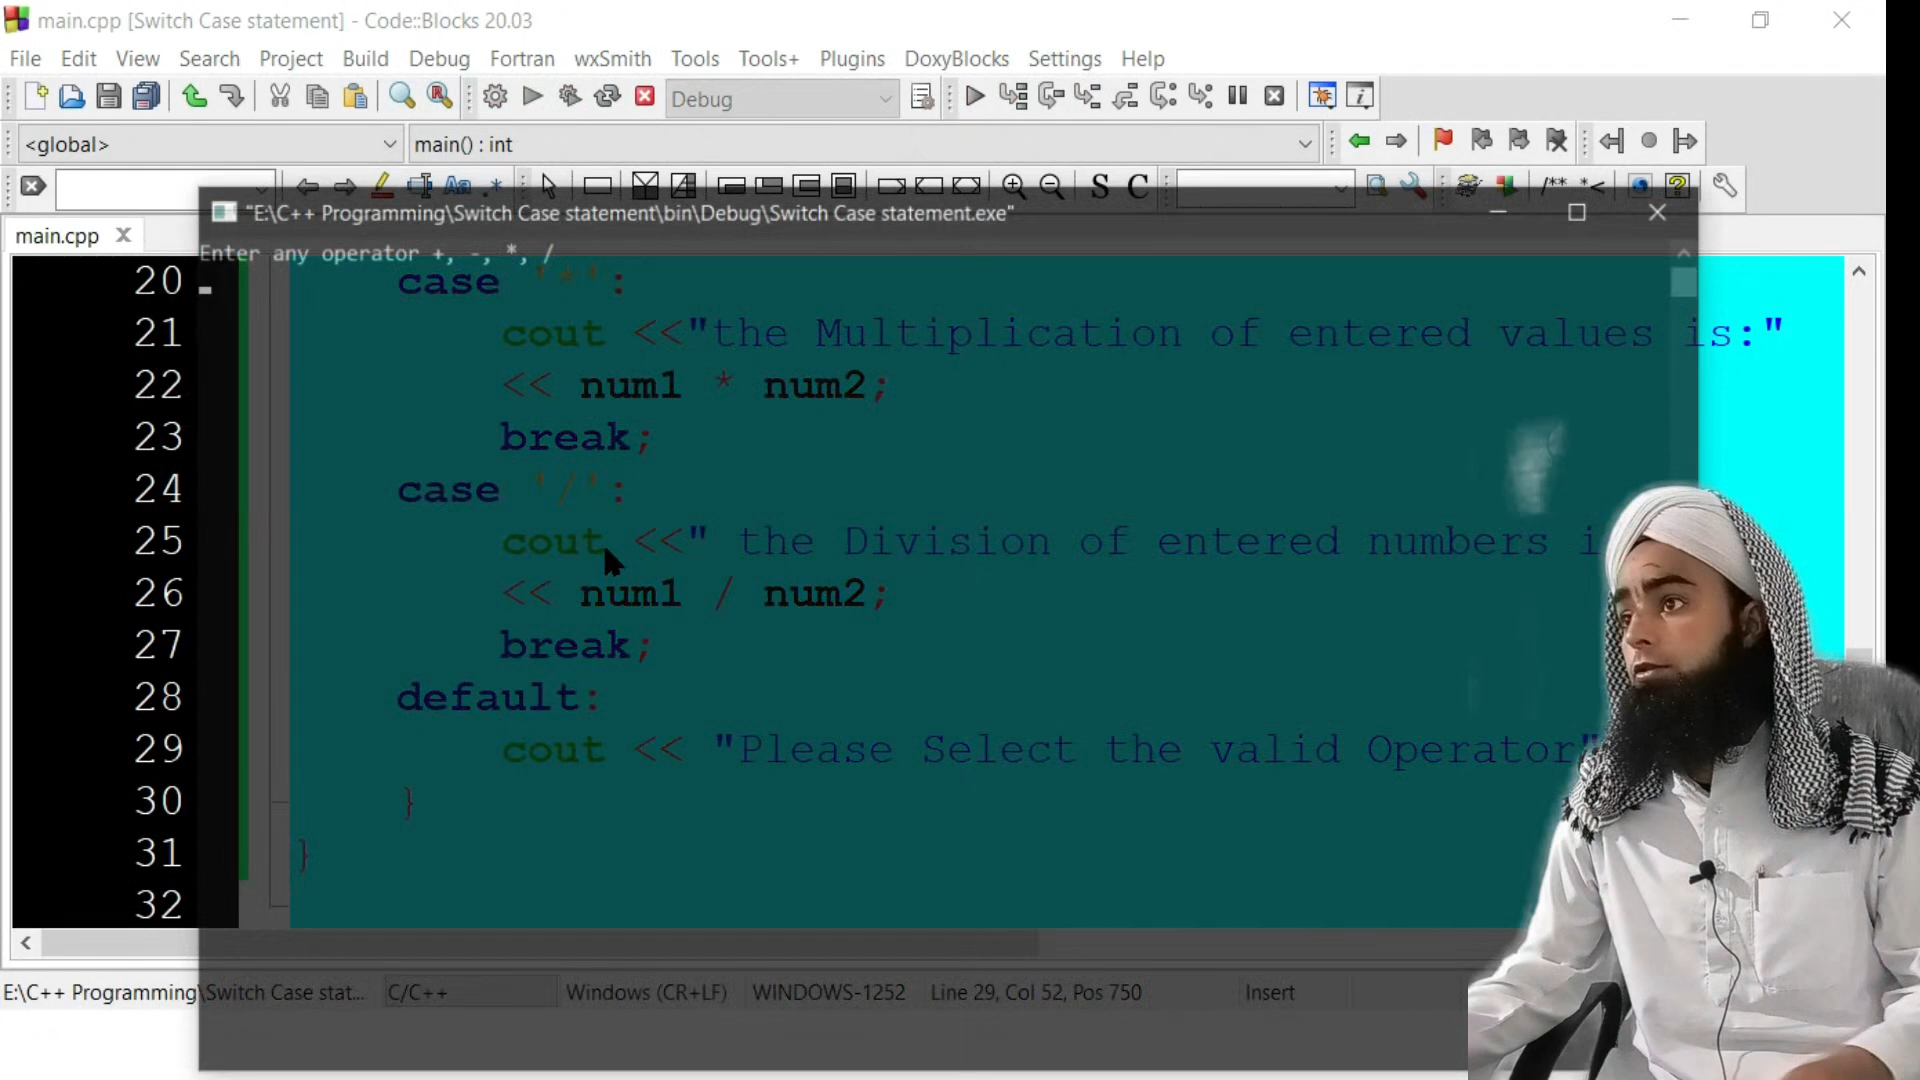 main.cpp [Switch Case statement] - Code::Blocks 20.03
File Edit View Search Project Build Debug Fortran wxSmith Tools Tools+ Plugins DoxyBlocks Settings Help
Debug
<global> main() : int
S C /** *<
"E:\C++ Programming\Switch Case statement\bin\Debug\Switch Case statement.exe"
main.cpp
Enter any operator +, -, *, /
20 case '*':
21 cout <<"the Multiplication of entered values is:"
22 << num1 * num2;
23 break;
24 case '/':
25 cout <<" the Division of entered numbers
26 << num1 / num2;
27 break;
28 default:
29 cout << "Please Select the valid Operator"
30 }
31 }
32
E:\C++ Programming\Switch Case stat... C/C++ Windows (CR+LF) WINDOWS-1252 Line 29, Col 52, Pos 750 Insert